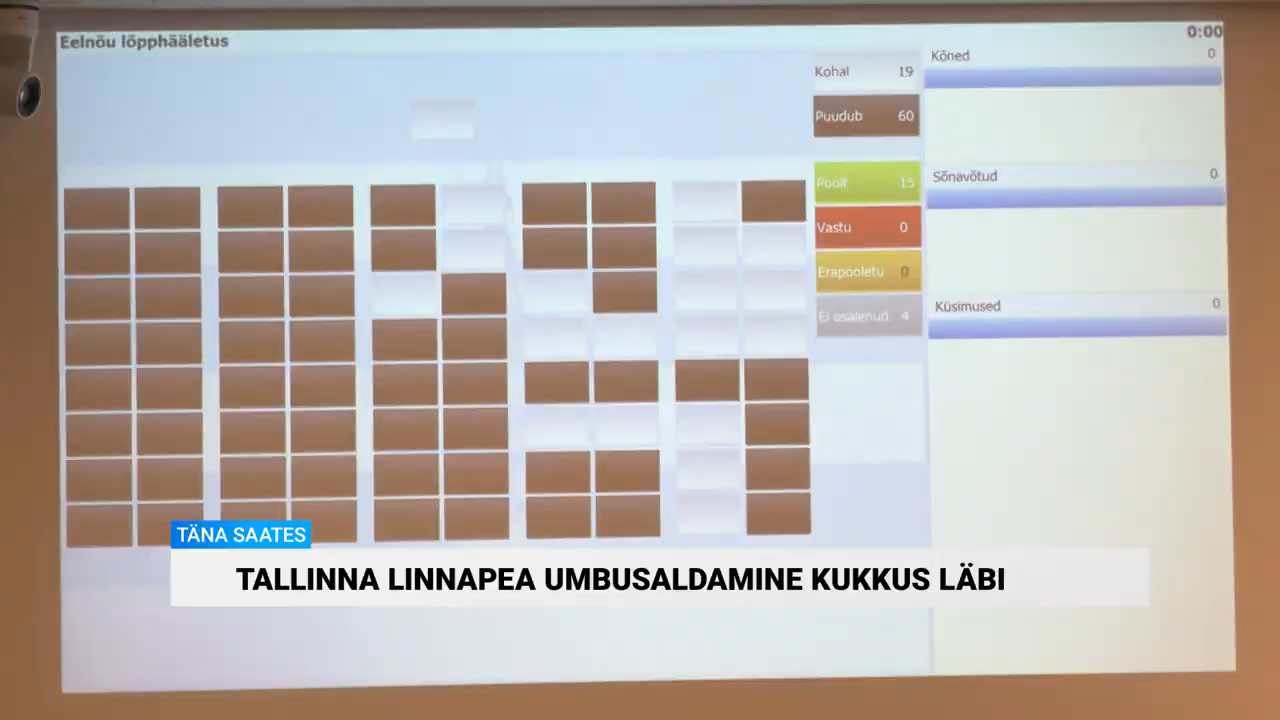 Eelnõu lõpphääletus
0:00
Kohal 19
Puudub 60
Poolt 15
Vastu 0
Erapooletu 0
Ei osalenud 4
Kõned 0
Sõnavõtud 0
Küsimused 0
TÄNA SAATES
TALLINNA LINNAPEA UMBUSALDAMINE KUKKUS LÄBI